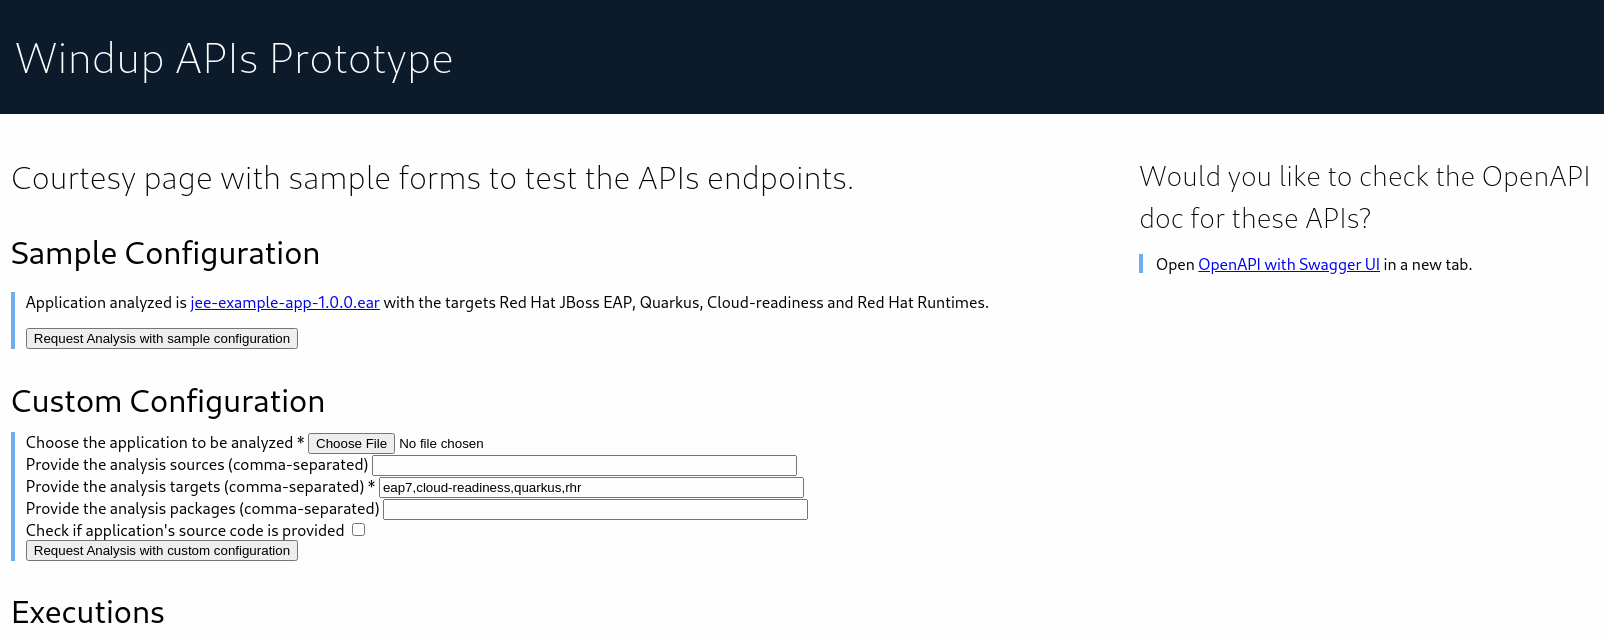 Windup APIs Prototype
Courtesy page with sample forms to test the APIs endpoints.
Sample Configuration
Application analyzed is jee-example-app-1.0.0.ear with the targets Red Hat JBoss EAP, Quarkus, Cloud-readiness and Red Hat Runtimes.
Request Analysis with sample configuration
Custom Configuration
Choose the application to be analyzed * Choose File No file chosen
Provide the analysis sources (comma-separated)
Provide the analysis targets (comma-separated) * eap7,cloud-readiness,quarkus,rhr
Provide the analysis packages (comma-separated)
Check if application's source code is provided
Request Analysis with custom configuration
Executions
Would you like to check the OpenAPI
doc for these APIs?
Open OpenAPI with Swagger UI in a new tab.